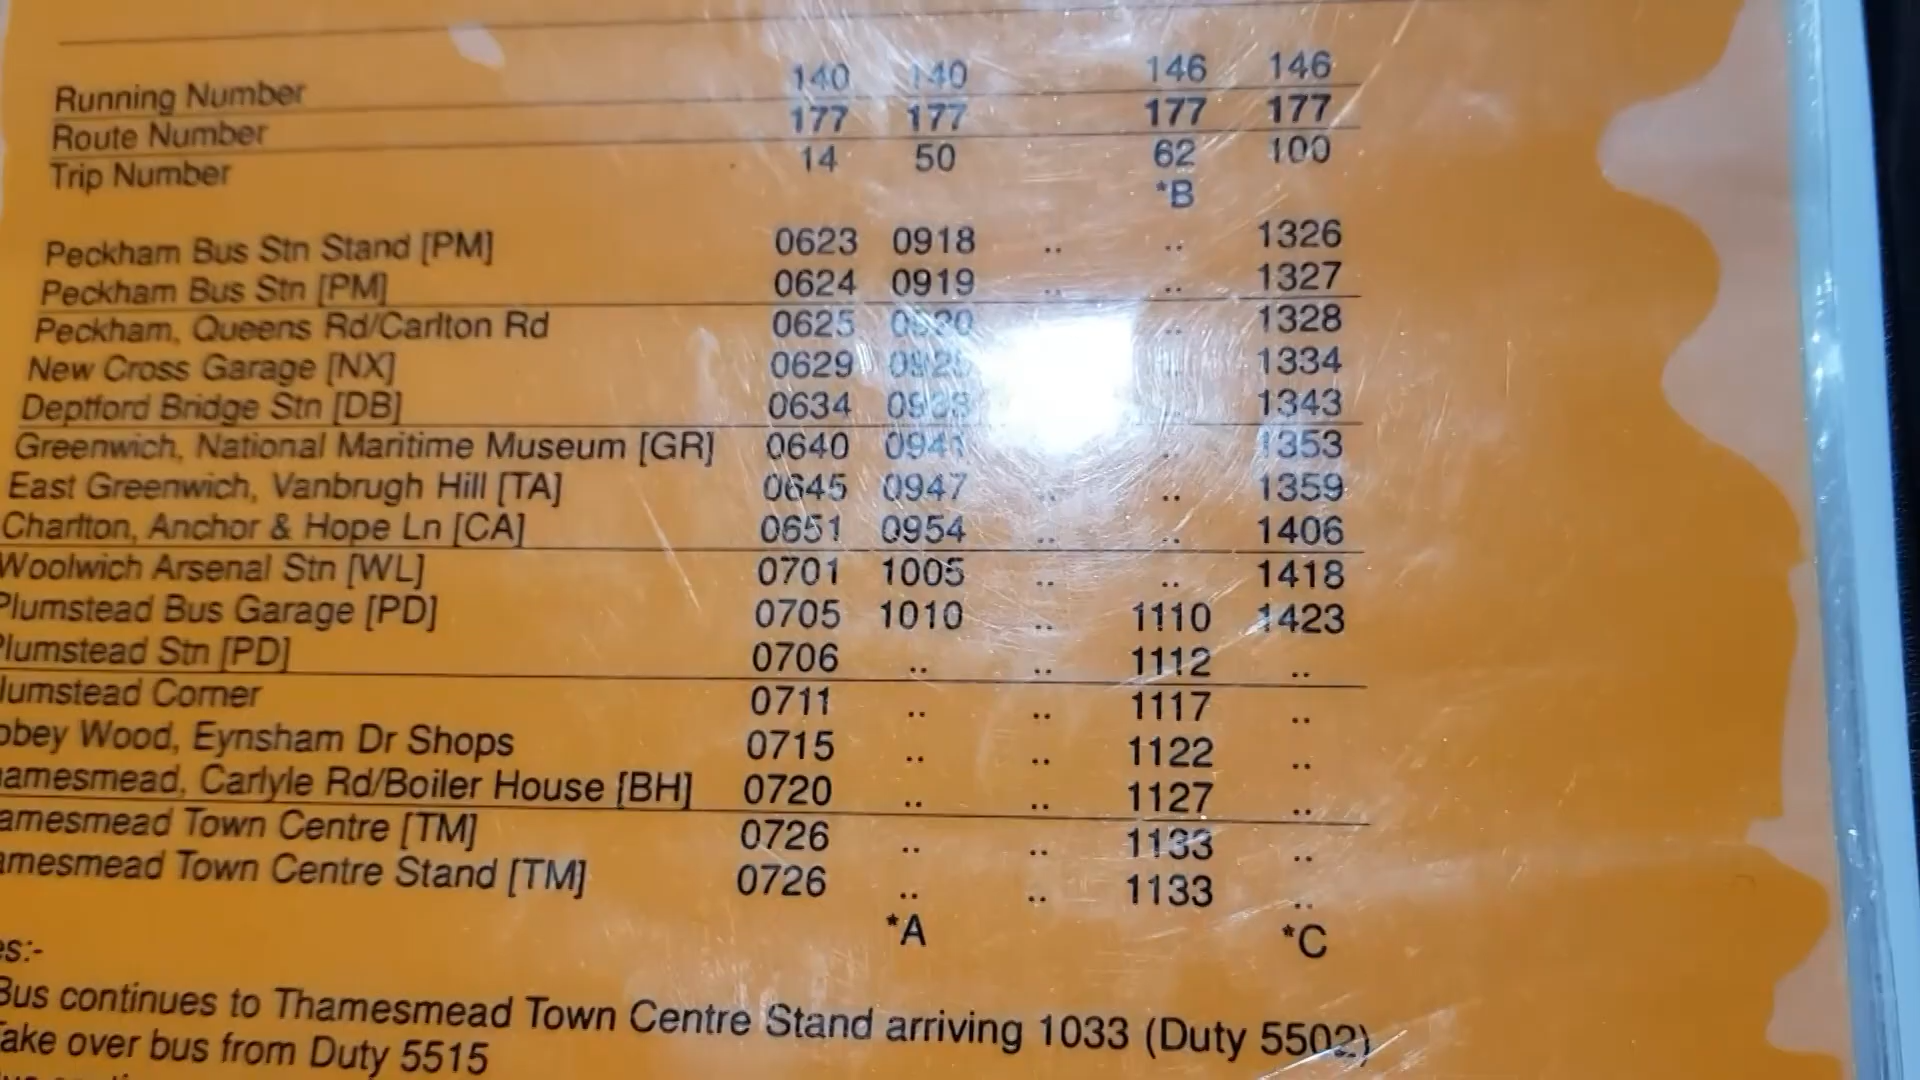 Running Number 140 140 146 146
Route Number 177 177 177 177
Trip Number 14 50 62 100
*B
Peckham Bus Stn Stand [PM] 0623 0918 .. .. 1326
Peckham Bus Stn [PM] 0624 0919 .. .. 1327
Peckham, Queens Rd/Carlton Rd 0625 0920 .. 1328
New Cross Garage [NX] 0629 1334
Deptford Bridge Stn [DB] 0634 .. 1343
Greenwich, National Maritime Museum [GR] 0640 0941 .. 1353
East Greenwich, Vanbrugh Hill [TA] 0645 0947 .. .. 1359
Charlton, Anchor & Hope Ln [CA] 0651 0954 .. .. 1406
Woolwich Arsenal Stn [WL] 0701 1005 .. .. 1418
Plumstead Bus Garage [PD] 0705 1010 .. 1110 1423
Plumstead Stn [PD] 0706 .. .. 1112 ..
lumstead Corner 0711 .. .. 1117 ..
bbey Wood, Eynsham Dr Shops 0715 .. .. 1122 ..
amesmead, Carlyle Rd/Boiler House [BH] 0720 .. .. 1127 ..
amesmead Town Centre [TM] 0726 .. .. 1133 ..
amesmead Town Centre Stand [TM] 0726 .. .. 1133 ..
*A *C
es:-
Bus continues to Thamesmead Town Centre Stand arriving 1033 (Duty 5502)
Take over bus from Duty 5515